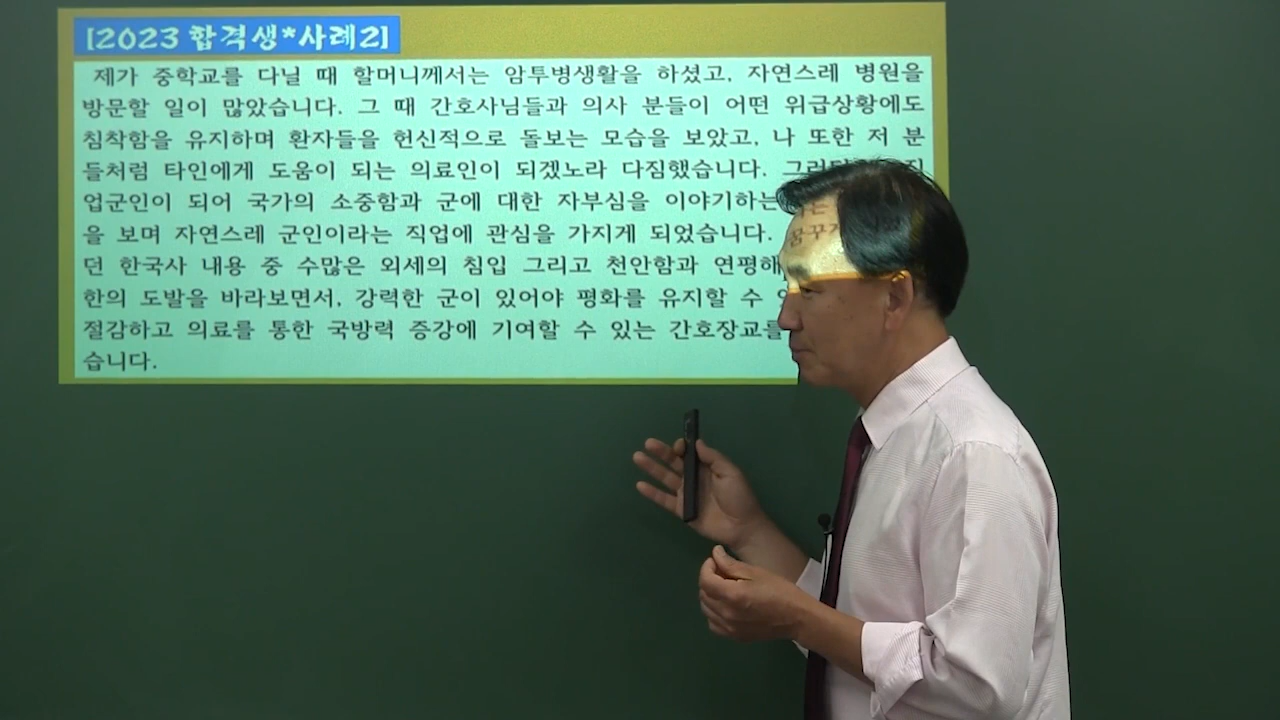 [2023 합격생*사례2]
제가 중학교를 다닐 때 할머니께서는 암투병생활을 하셨고, 자연스레 병원을
방문할 일이 많았습니다. 그 때 간호사님들과 의사 분들이 어떤 위급상황에도
침착함을 유지하며 환자들을 헌신적으로 돌보는 모습을 보았고, 나 또한 저 분
들처럼 타인에게 도움이 되는 의료인이 되겠노라 다짐했습니다.
업군인이 되어 국가의 소중함과 군에 대한 자부심을 이야기하는
을 보며 자연스레 군인이라는 직업에 관심을 가지게 되었습니다. 꿈꾸
던 한국사 내용 중 수많은 외세의 침입 그리고 천안함과 연평해
한의 도발을 바라보면서, 강력한 군이 있어야 평화를 유지할 수
절감하고 의료를 통한 국방력 증강에 기여할 수 있는 간호장교를
습니다.